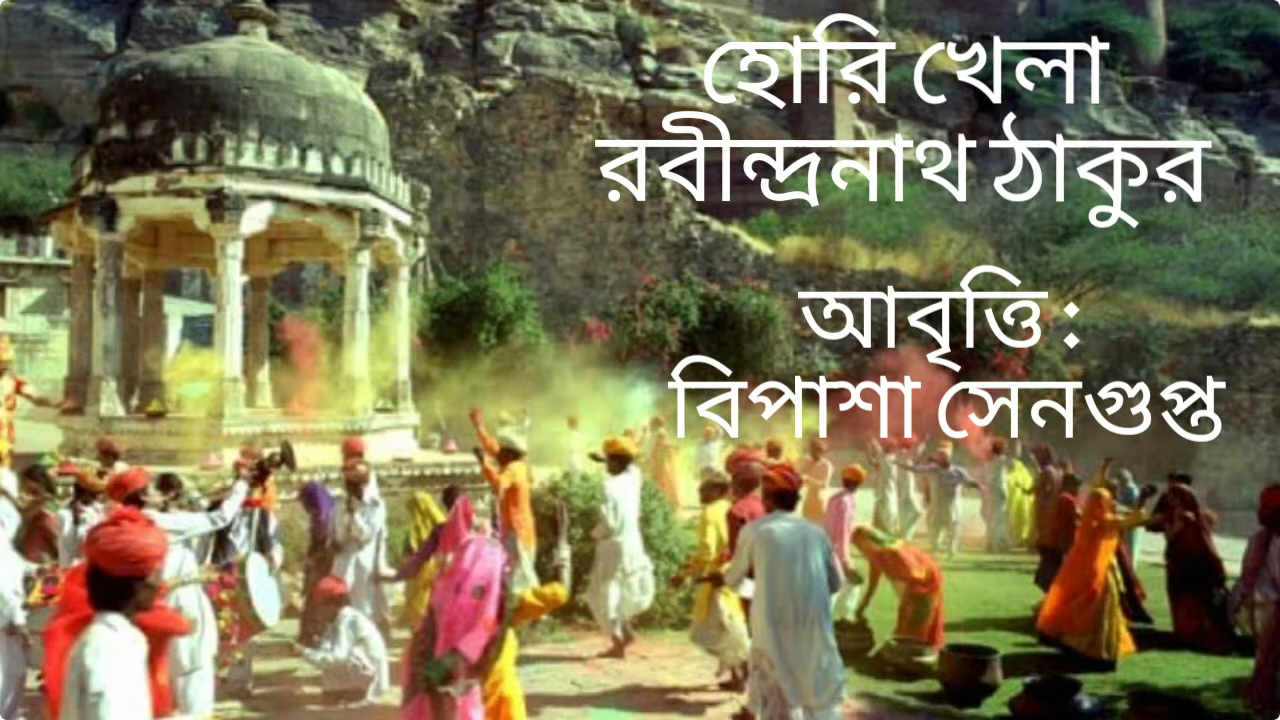 হোরি খেলা
রবীন্দ্রনাথ ঠাকুর
আবৃত্তি :
বিপাশা সেনগুপ্ত